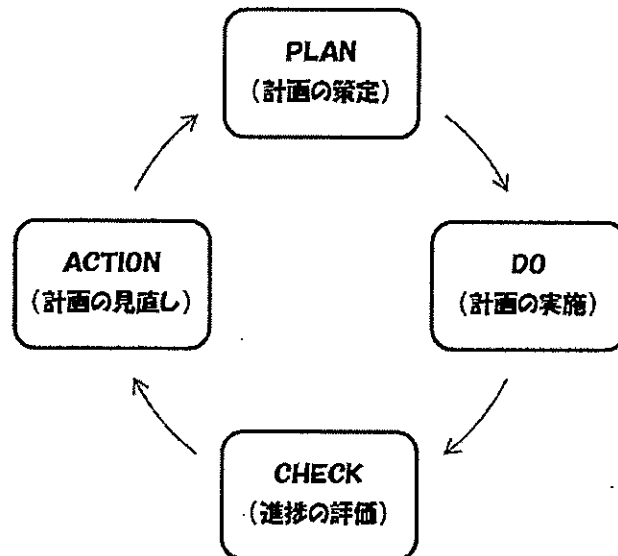 PLAN
(計画の策定)
DO
(計画の実施)
CHECK
(進捗の評価)
ACTION
(計画の見直し)